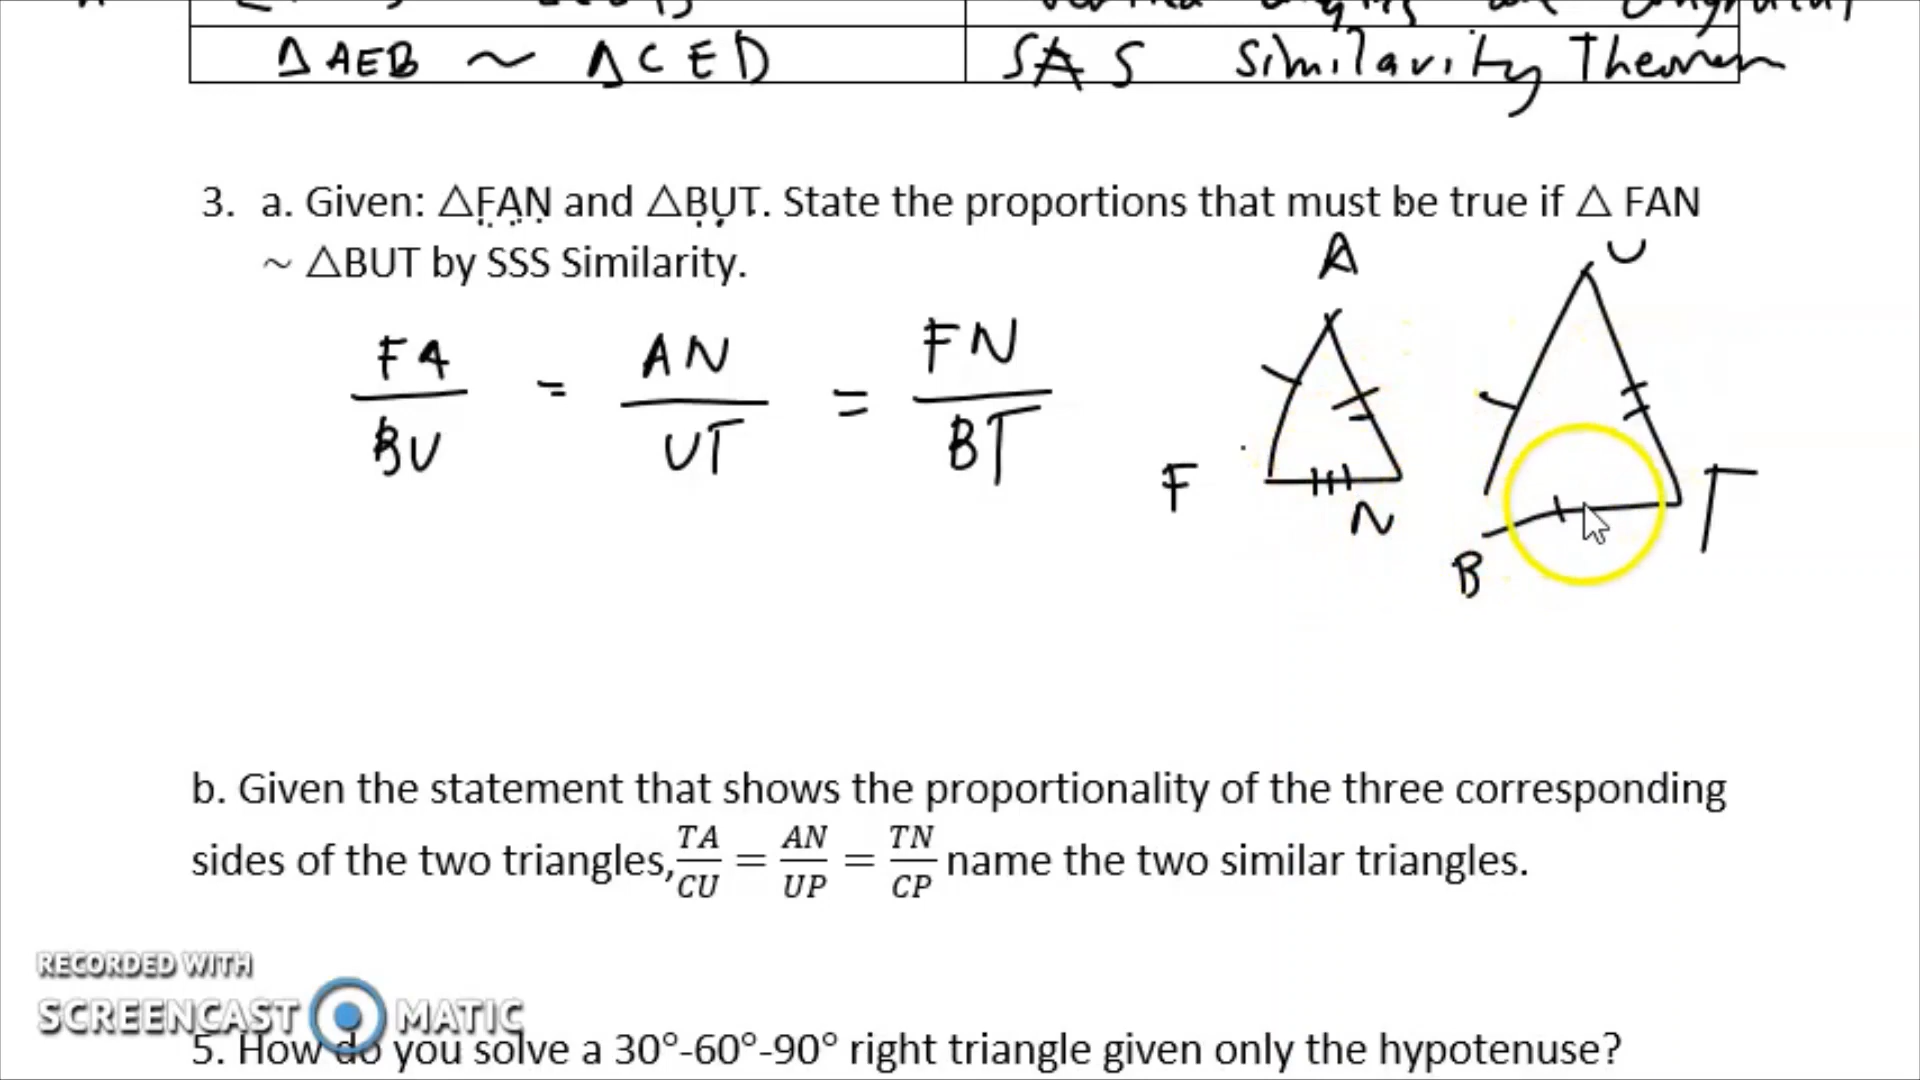 △AEB ~ △CED SAS Similarity Theorem
3. a. Given: △FAN and △BUT. State the proportions that must be true if △ FAN
~ △BUT by SSS Similarity.
A U
FA/BU = AN/UT = FN/BT
F N B T
b. Given the statement that shows the proportionality of the three corresponding
sides of the two triangles, TA/CU = AN/UP = TN/CP name the two similar triangles.
RECORDED WITH
SCREENCAST MATIC
5. How do you solve a 30°-60°-90° right triangle given only the hypotenuse?